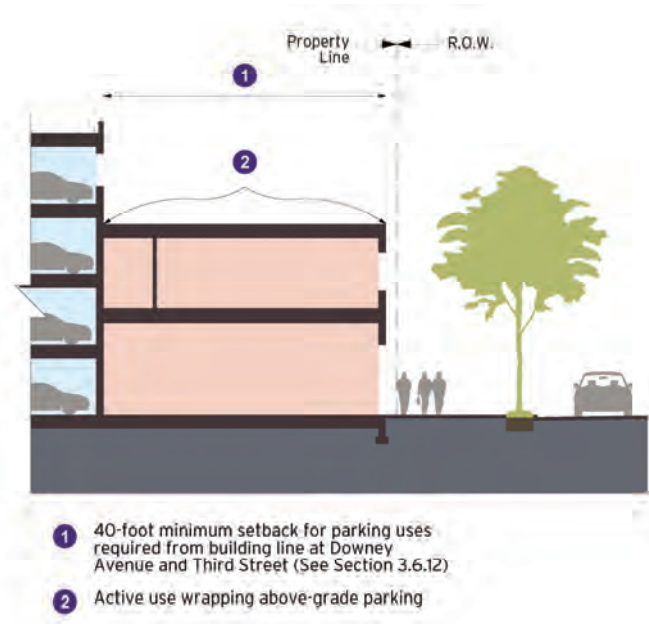 Property
Line
R.O.W.
1
2
1 40-foot minimum setback for parking uses
required from building line at Downey
Avenue and Third Street (See Section 3.6.12)
2 Active use wrapping above-grade parking